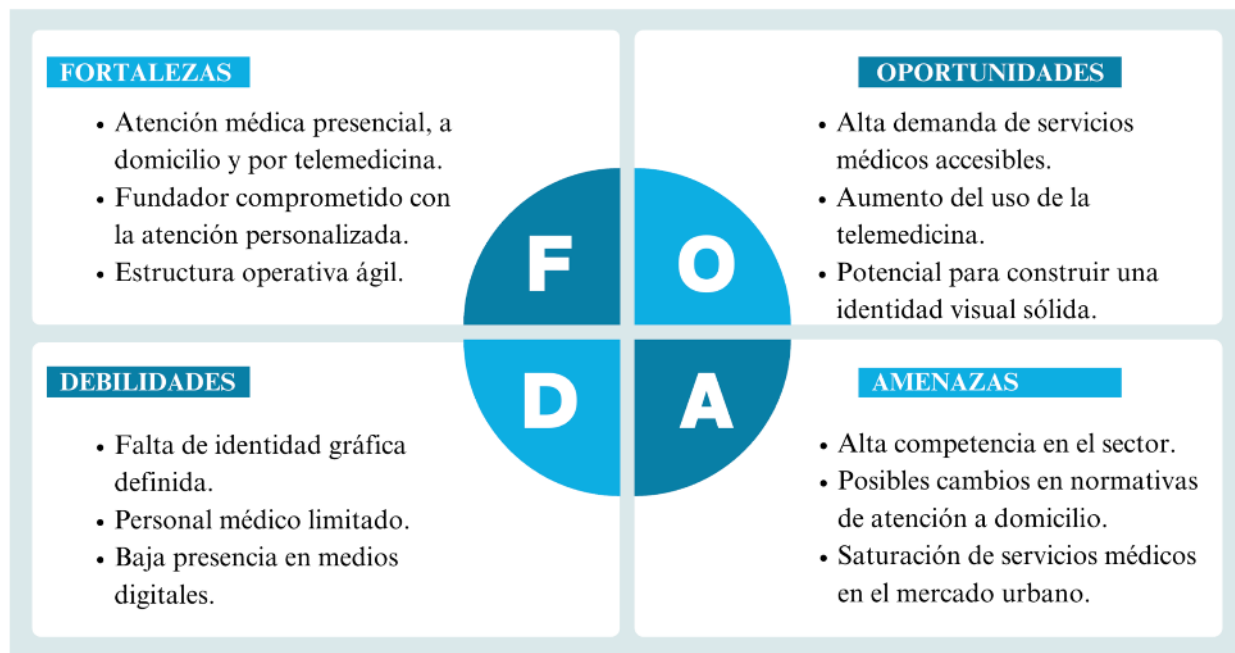 FORTALEZAS
• Atención médica presencial, a
domicilio y por telemedicina.
• Fundador comprometido con
la atención personalizada.
• Estructura operativa ágil.
OPORTUNIDADES
• Alta demanda de servicios
médicos accesibles.
• Aumento del uso de la
telemedicina.
• Potencial para construir una
identidad visual sólida.
F
O
D
A
DEBILIDADES
• Falta de identidad gráfica
definida.
• Personal médico limitado.
• Baja presencia en medios
digitales.
AMENAZAS
• Alta competencia en el sector.
• Posibles cambios en normativas
de atención a domicilio.
• Saturación de servicios médicos
en el mercado urbano.